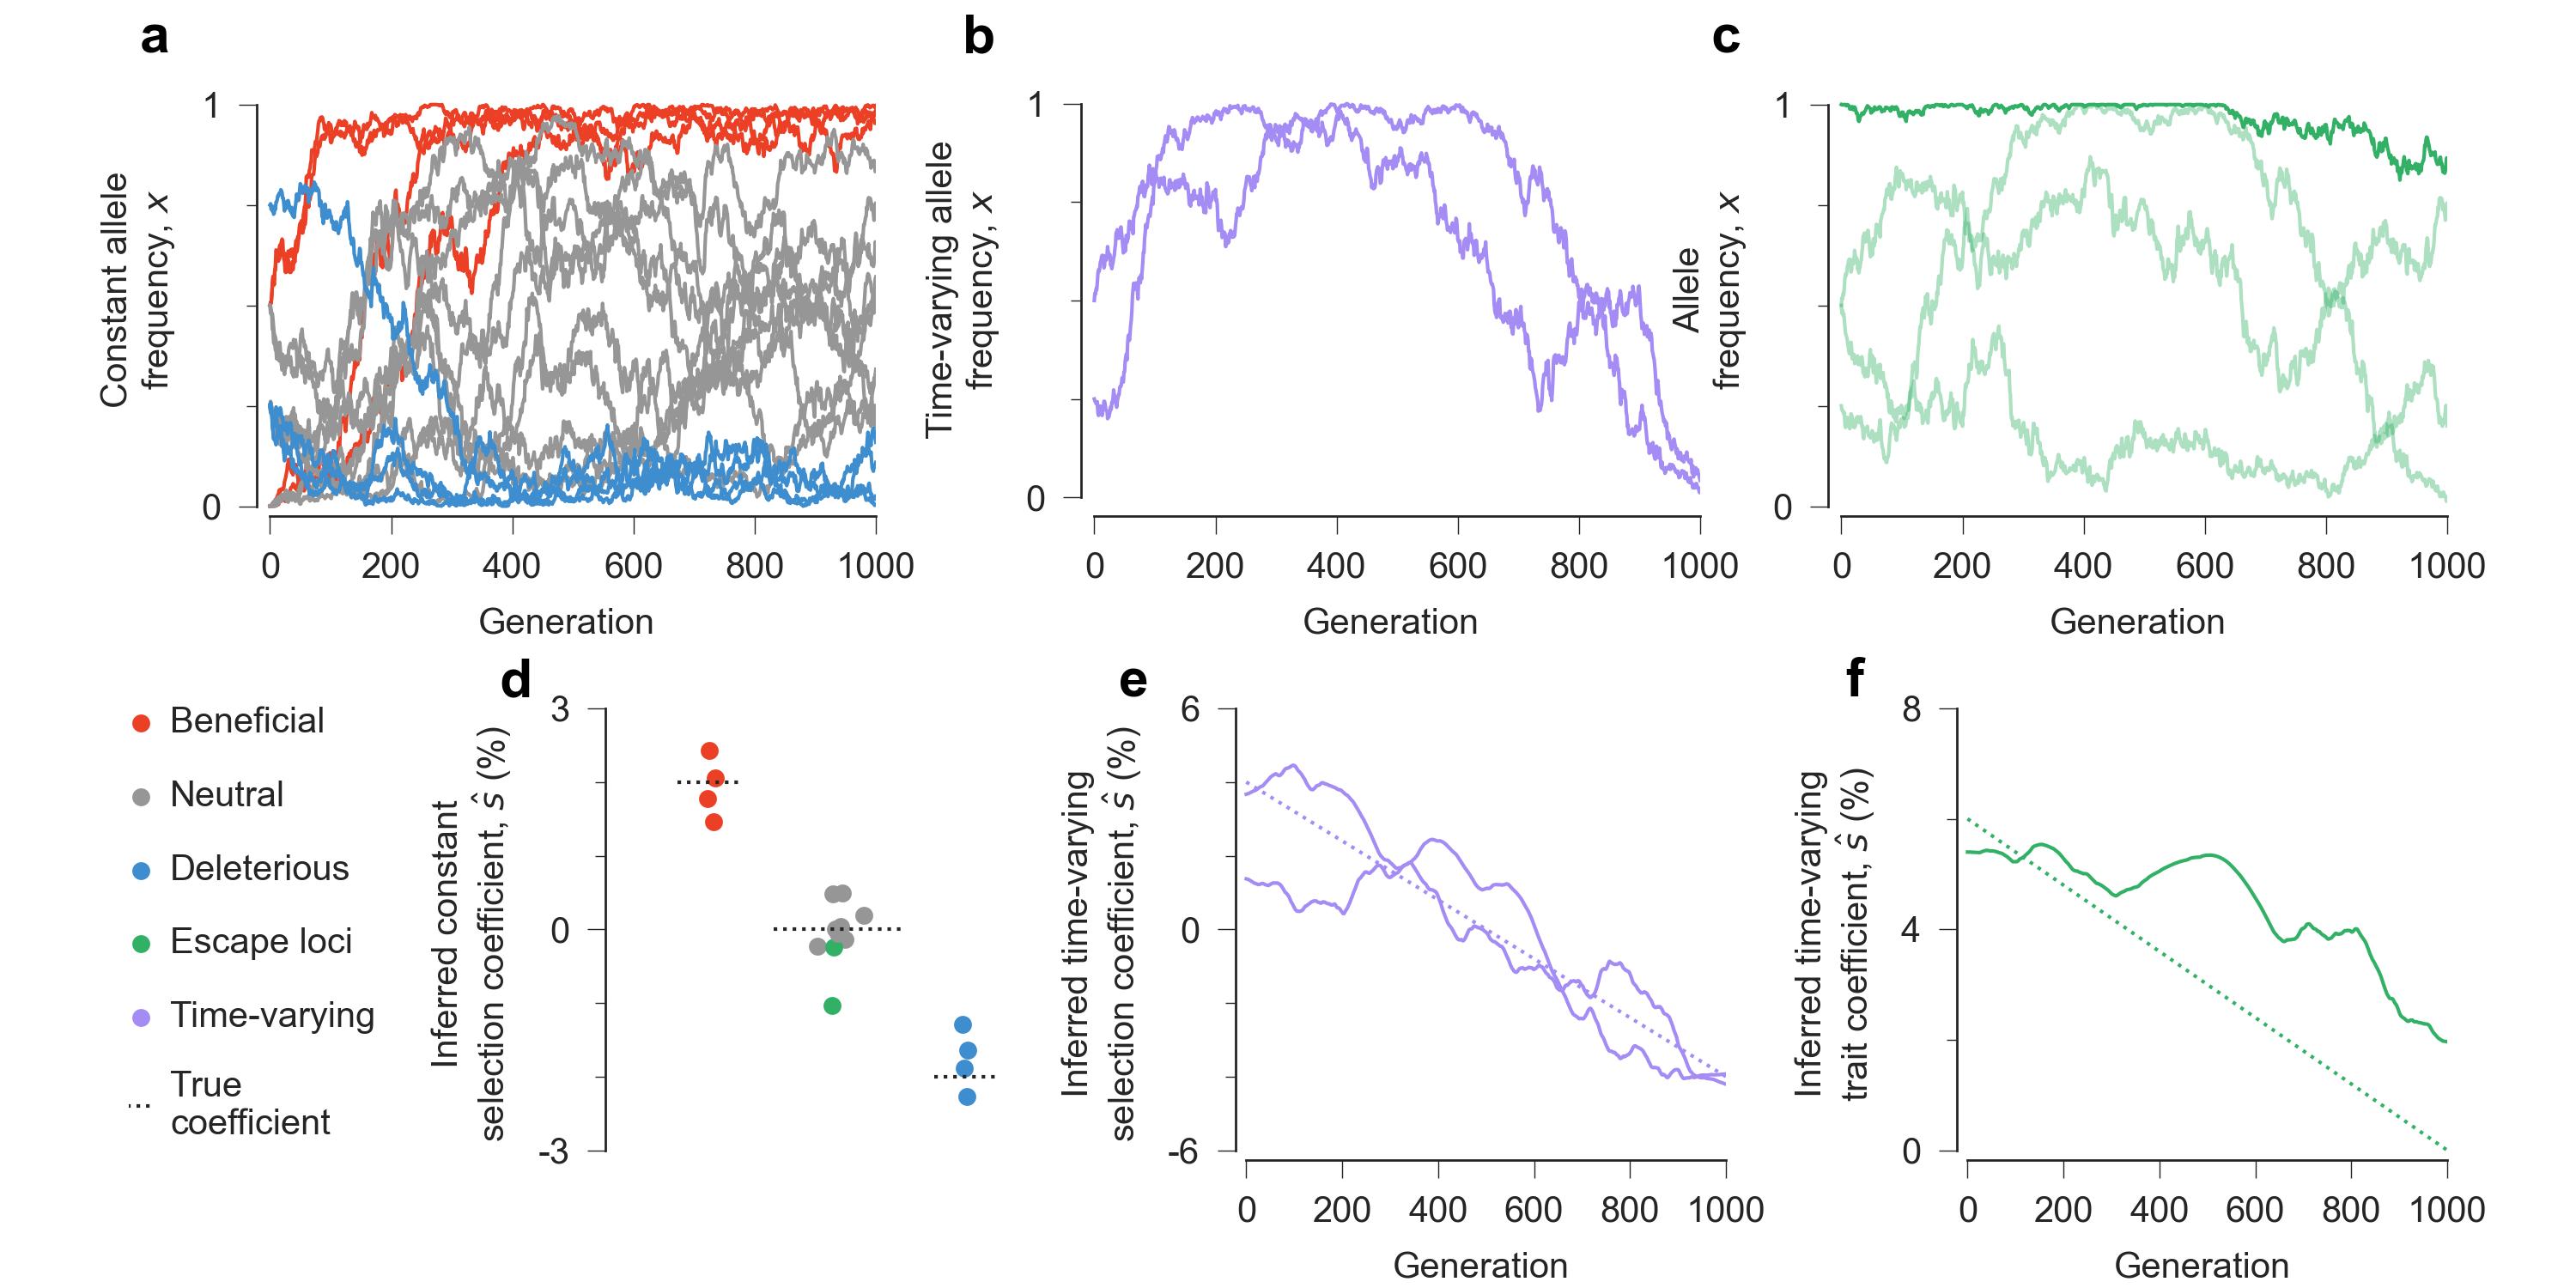 a
Constant allele
frequency, x
1
0
0 200 400 600 800 1000
Generation
b
Time-varying allele
frequency, x
1
0
0 200 400 600 800 1000
Generation
c
Allele
frequency, x
1
0
0 200 400 600 800 1000
Generation
Beneficial
Neutral
Deleterious
Escape loci
Time-varying
True
coefficient
d
Inferred constant
selection coefficient, ŝ (%)
3
0
-3
e
Inferred time-varying
selection coefficient, ŝ (%)
6
0
-6
0 200 400 600 800 1000
Generation
f
Inferred time-varying
trait coefficient, ŝ (%)
8
4
0
0 200 400 600 800 1000
Generation